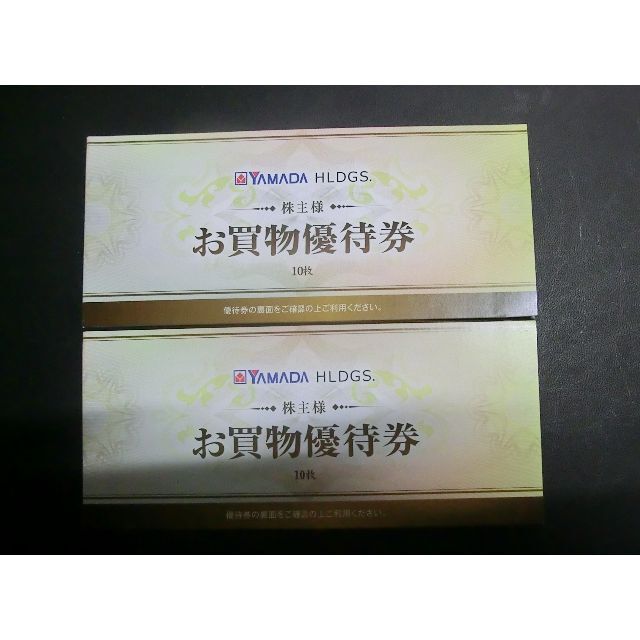 YAMADA HLDGS.
株主様
お買物優待券
10枚
優待券の裏面をご確認の上ご利用ください。
YAMADA HLDGS.
株主様
お買物優待券
10枚
優待券の裏面をご確認の上ご利用ください。